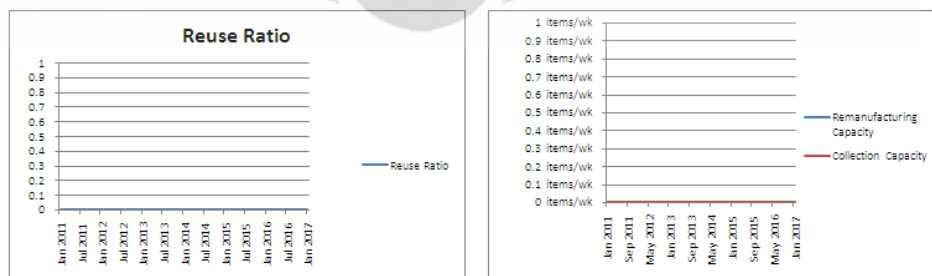 Reuse Ratio
1
0.9
0.8
0.7
0.6
0.5
0.4
0.3
0.2
0.1
0
Jan 2011
Jul 2011
Jan 2012
Jul 2012
Jan 2013
Jul 2013
Jan 2014
Jul 2014
Jan 2015
Jul 2015
Jan 2016
Jul 2016
Jan 2017
Reuse Ratio
1 items/wk
0.9 items/wk
0.8 items/wk
0.7 items/wk
0.6 items/wk
0.5 items/wk
0.4 items/wk
0.3 items/wk
0.2 items/wk
0.1 items/wk
0 items/wk
Jan 2011
Sep 2011
May 2012
Jan 2013
Sep 2013
May 2014
Jan 2015
Sep 2015
May 2016
Jan 2017
Remanufacturing
Capacity
Collection Capacity